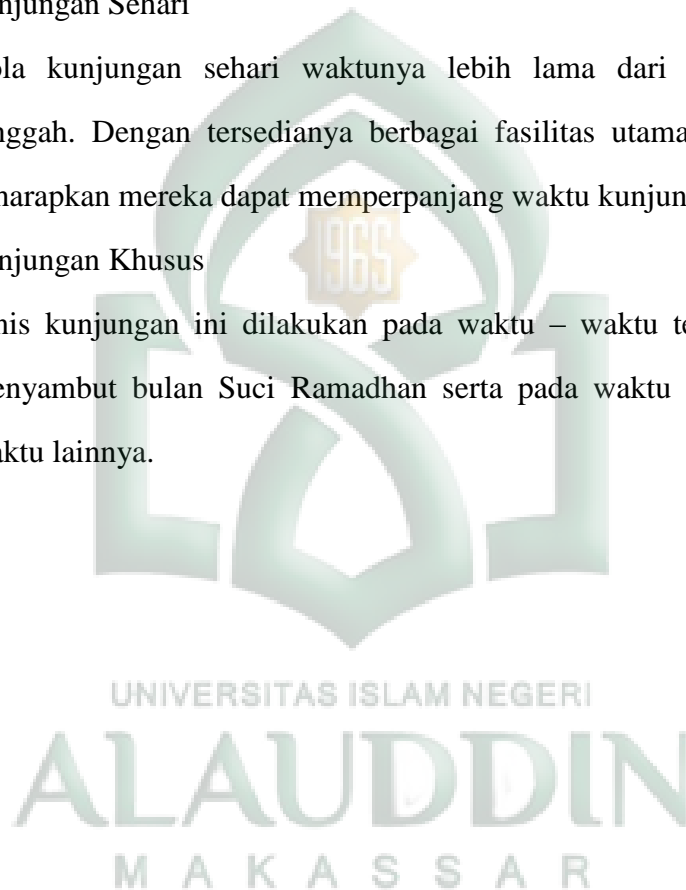 njungan Sehari
ola kunjungan sehari waktunya lebih lama dari
nggah. Dengan tersedianya berbagai fasilitas utama
harapkan mereka dapat memperpanjang waktu kunjun
njungan Khusus
1965
nis kunjungan ini dilakukan pada waktu – waktu te
enyambut bulan Suci Ramadhan serta pada waktu
aktu lainnya.
UNIVERSITAS ISLAM NEGERI
ALAUDDIN
MAKASSAR